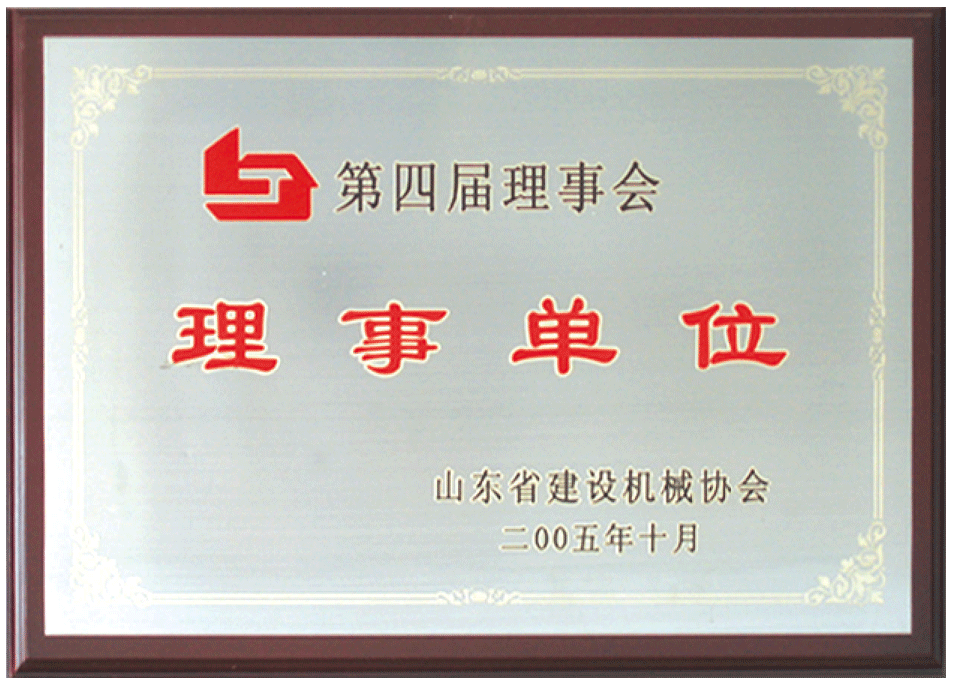 第四届理事会
理事单位
山东省建设机械协会
二00五年十月